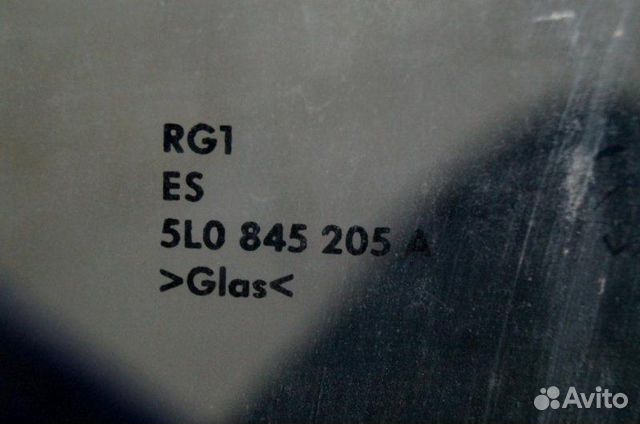 RG1
ES
5L0 845 205 A
>Glas<
Avito